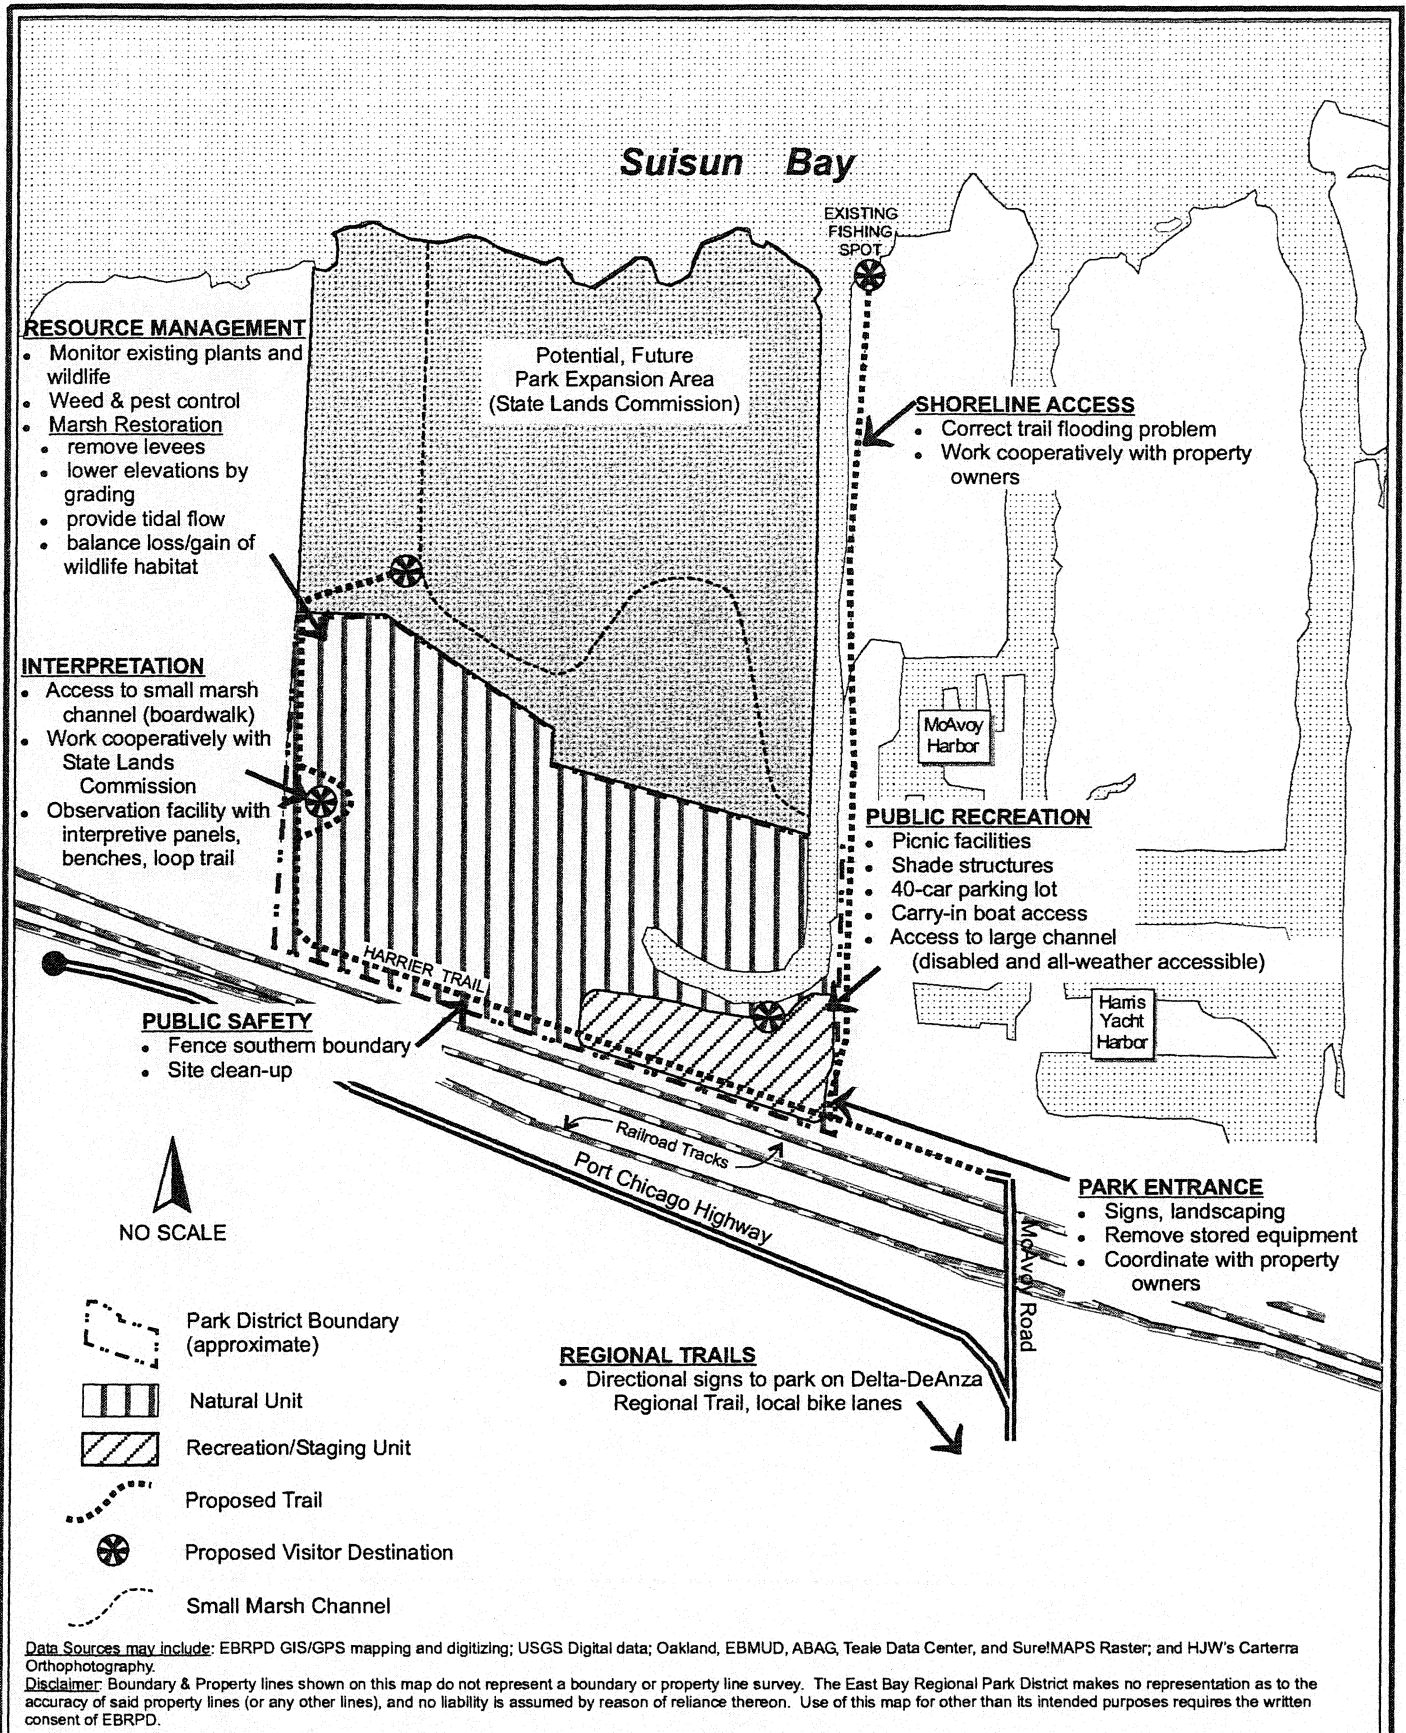 Suisun Bay
EXISTING
FISHING
SPOT
RESOURCE MANAGEMENT
• Monitor existing plants and
wildlife
• Weed & pest control
• Marsh Restoration
• remove levees
• lower elevations by
grading
• provide tidal flow
• balance loss/gain of
wildlife habitat
Potential, Future
Park Expansion Area
(State Lands Commission)
SHORELINE ACCESS
• Correct trail flooding problem
• Work cooperatively with property
owners
INTERPRETATION
• Access to small marsh
channel (boardwalk)
• Work cooperatively with
State Lands
Commission
• Observation facility with
interpretive panels,
benches, loop trail
McAvoy
Harbor
PUBLIC RECREATION
• Picnic facilities
• Shade structures
• 40-car parking lot
• Carry-in boat access
• Access to large channel
(disabled and all-weather accessible)
HARRIER TRAIL
Harris
Yacht
Harbor
PUBLIC SAFETY
• Fence southern boundary
• Site clean-up
Railroad Tracks
Port Chicago Highway
McAvoy Road
PARK ENTRANCE
• Signs, landscaping
• Remove stored equipment
• Coordinate with property
owners
NO SCALE
REGIONAL TRAILS
• Directional signs to park on Delta-DeAnza
Regional Trail, local bike lanes
Park District Boundary
(approximate)
Natural Unit
Recreation/Staging Unit
Proposed Trail
Proposed Visitor Destination
Small Marsh Channel
Data Sources may include: EBRPD GIS/GPS mapping and digitizing; USGS Digital data; Oakland, EBMUD, ABAG, Teale Data Center, and Sure!MAPS Raster; and HJW's Carterra
Orthophotography.
Disclaimer: Boundary & Property lines shown on this map do not represent a boundary or property line survey. The East Bay Regional Park District makes no representation as to the
accuracy of said property lines (or any other lines), and no liability is assumed by reason of reliance thereon. Use of this map for other than its intended purposes requires the written
consent of EBRPD.